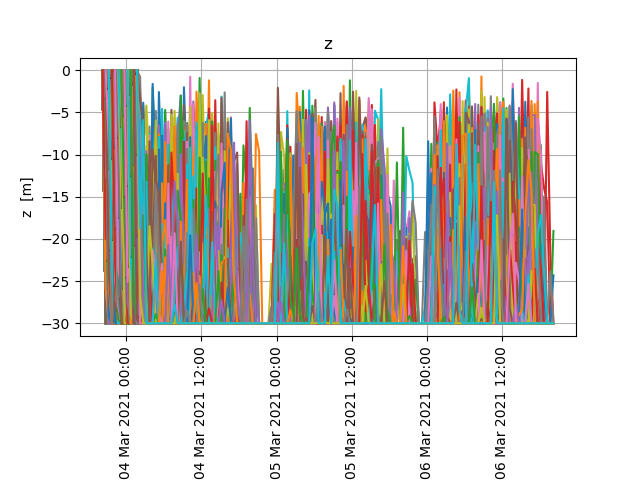 z
0
−5
−10
−15
−20
−25
−30
z [m]
04 Mar 2021 00:00
04 Mar 2021 12:00
05 Mar 2021 00:00
05 Mar 2021 12:00
06 Mar 2021 00:00
06 Mar 2021 12:00